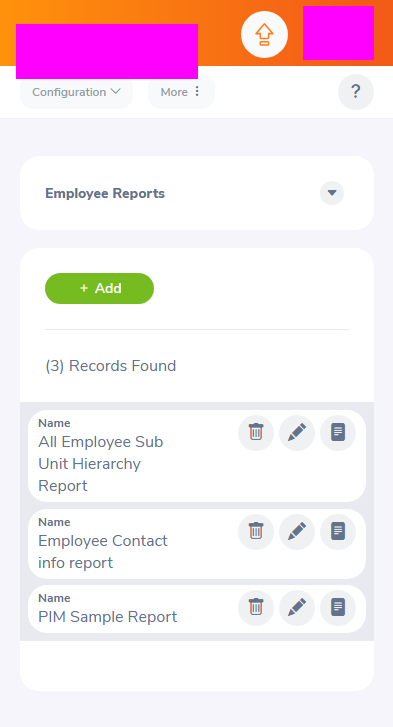 Configuration
More
?
Employee Reports
+ Add
(3) Records Found
Name
All Employee Sub
Unit Hierarchy
Report
Name
Employee Contact
info report
Name
PIM Sample Report